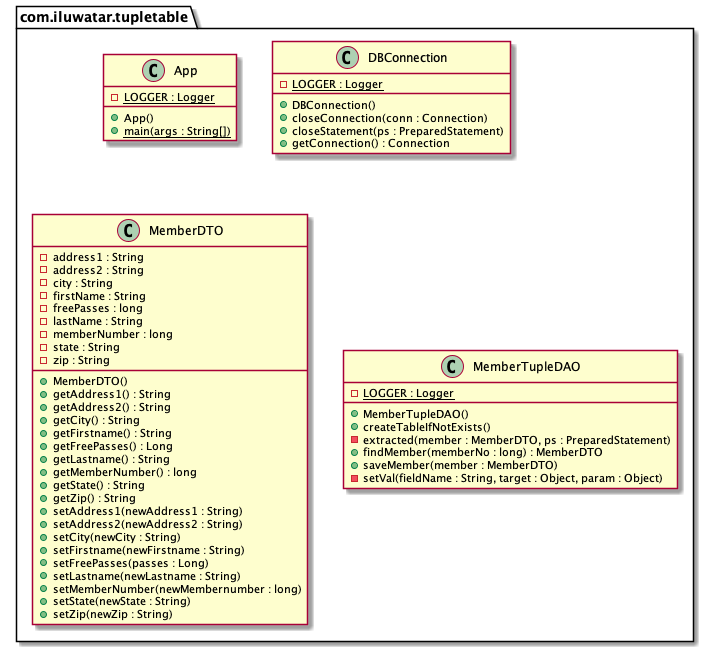 com.iluwatar.tupletable
C App
LOGGER : Logger
App()
main(args : String[])
C DBConnection
LOGGER : Logger
DBConnection()
closeConnection(conn : Connection)
closeStatement(ps : PreparedStatement)
getConnection() : Connection
C MemberDTO
address1 : String
address2 : String
city : String
firstName : String
freePasses : long
lastName : String
memberNumber : long
state : String
zip : String
MemberDTO()
getAddress1() : String
getAddress2() : String
getCity() : String
getFirstname() : String
getFreePasses() : Long
getLastname() : String
getMemberNumber() : long
getState() : String
getZip() : String
setAddress1(newAddress1 : String)
setAddress2(newAddress2 : String)
setCity(newCity : String)
setFirstname(newFirstname : String)
setFreePasses(passes : Long)
setLastname(newLastname : String)
setMemberNumber(newMembernumber : long)
setState(newState : String)
setZip(newZip : String)
C MemberTupleDAO
LOGGER : Logger
MemberTupleDAO()
createTableIfNotExists()
extracted(member : MemberDTO, ps : PreparedStatement)
findMember(memberNo : long) : MemberDTO
saveMember(member : MemberDTO)
setVal(fieldName : String, target : Object, param : Object)